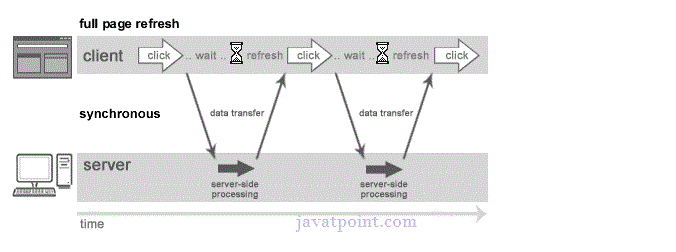 full page refresh
client click .. wait .. refresh click .. wait .. refresh click
synchronous data transfer data transfer
server
server-side processing server-side processing
time javatpoint.com